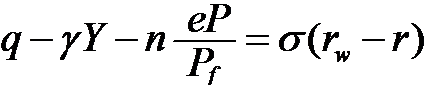 q − γY − n eP/P_f = σ(r_w − r)